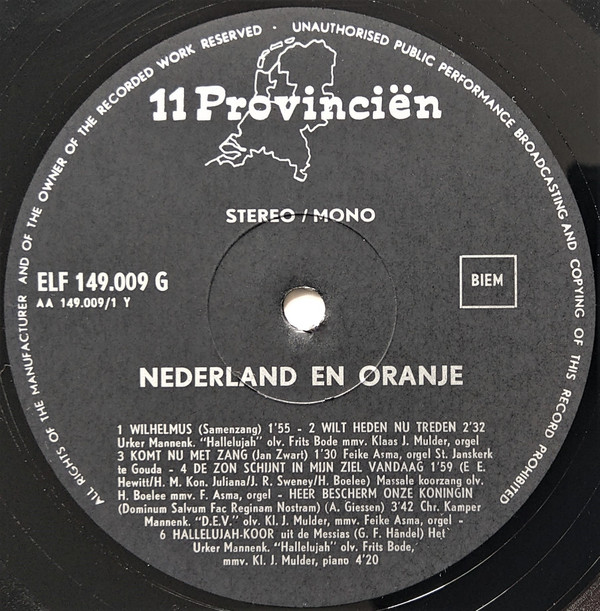 ALL RIGHTS OF THE MANUFACTURER AND OF THE OWNER OF THE RECORDED WORK RESERVED · UNAUTHORISED PUBLIC PERFORMANCE BROADCASTING AND COPYING OF THIS RECORD PROHIBITED
11 Provinciën
STEREO / MONO
ELF 149.009 G
AA 149.009/1 Y
BIEM
NEDERLAND EN ORANJE
1 WILHELMUS (Samenzang) 1'55 - 2 WILT HEDEN NU TREDEN 2'32
Urker Mannenk. "Hallelujah" olv. Frits Bode mmv. Klaas J. Mulder, orgel
3 KOMT NU MET ZANG (Jan Zwart) 1'30 Feike Asma, orgel St. Janskerk
te Gouda - 4 DE ZON SCHIJNT IN MIJN ZIEL VANDAAG 1'59 (E E.
Hewitt/H. M. Kon. Juliana/J. R. Sweney/H. Boelee) Massale koorzang olv.
H. Boelee mmv. F. Asma, orgel - HEER BESCHERM ONZE KONINGIN
(Dominum Salvum Fac Reginam Nostram) (A. Giessen) 3'42 Chr. Kamper
Mannenk. "D.E.V." olv. Kl. J. Mulder, mmv. Feike Asma, orgel -
6 HALLELUJAH-KOOR uit de Messias (G. F. Händel) Het
Urker Mannenk. "Hallelujah" olv. Frits Bode,
mmv. Kl. J. Mulder, piano 4'20